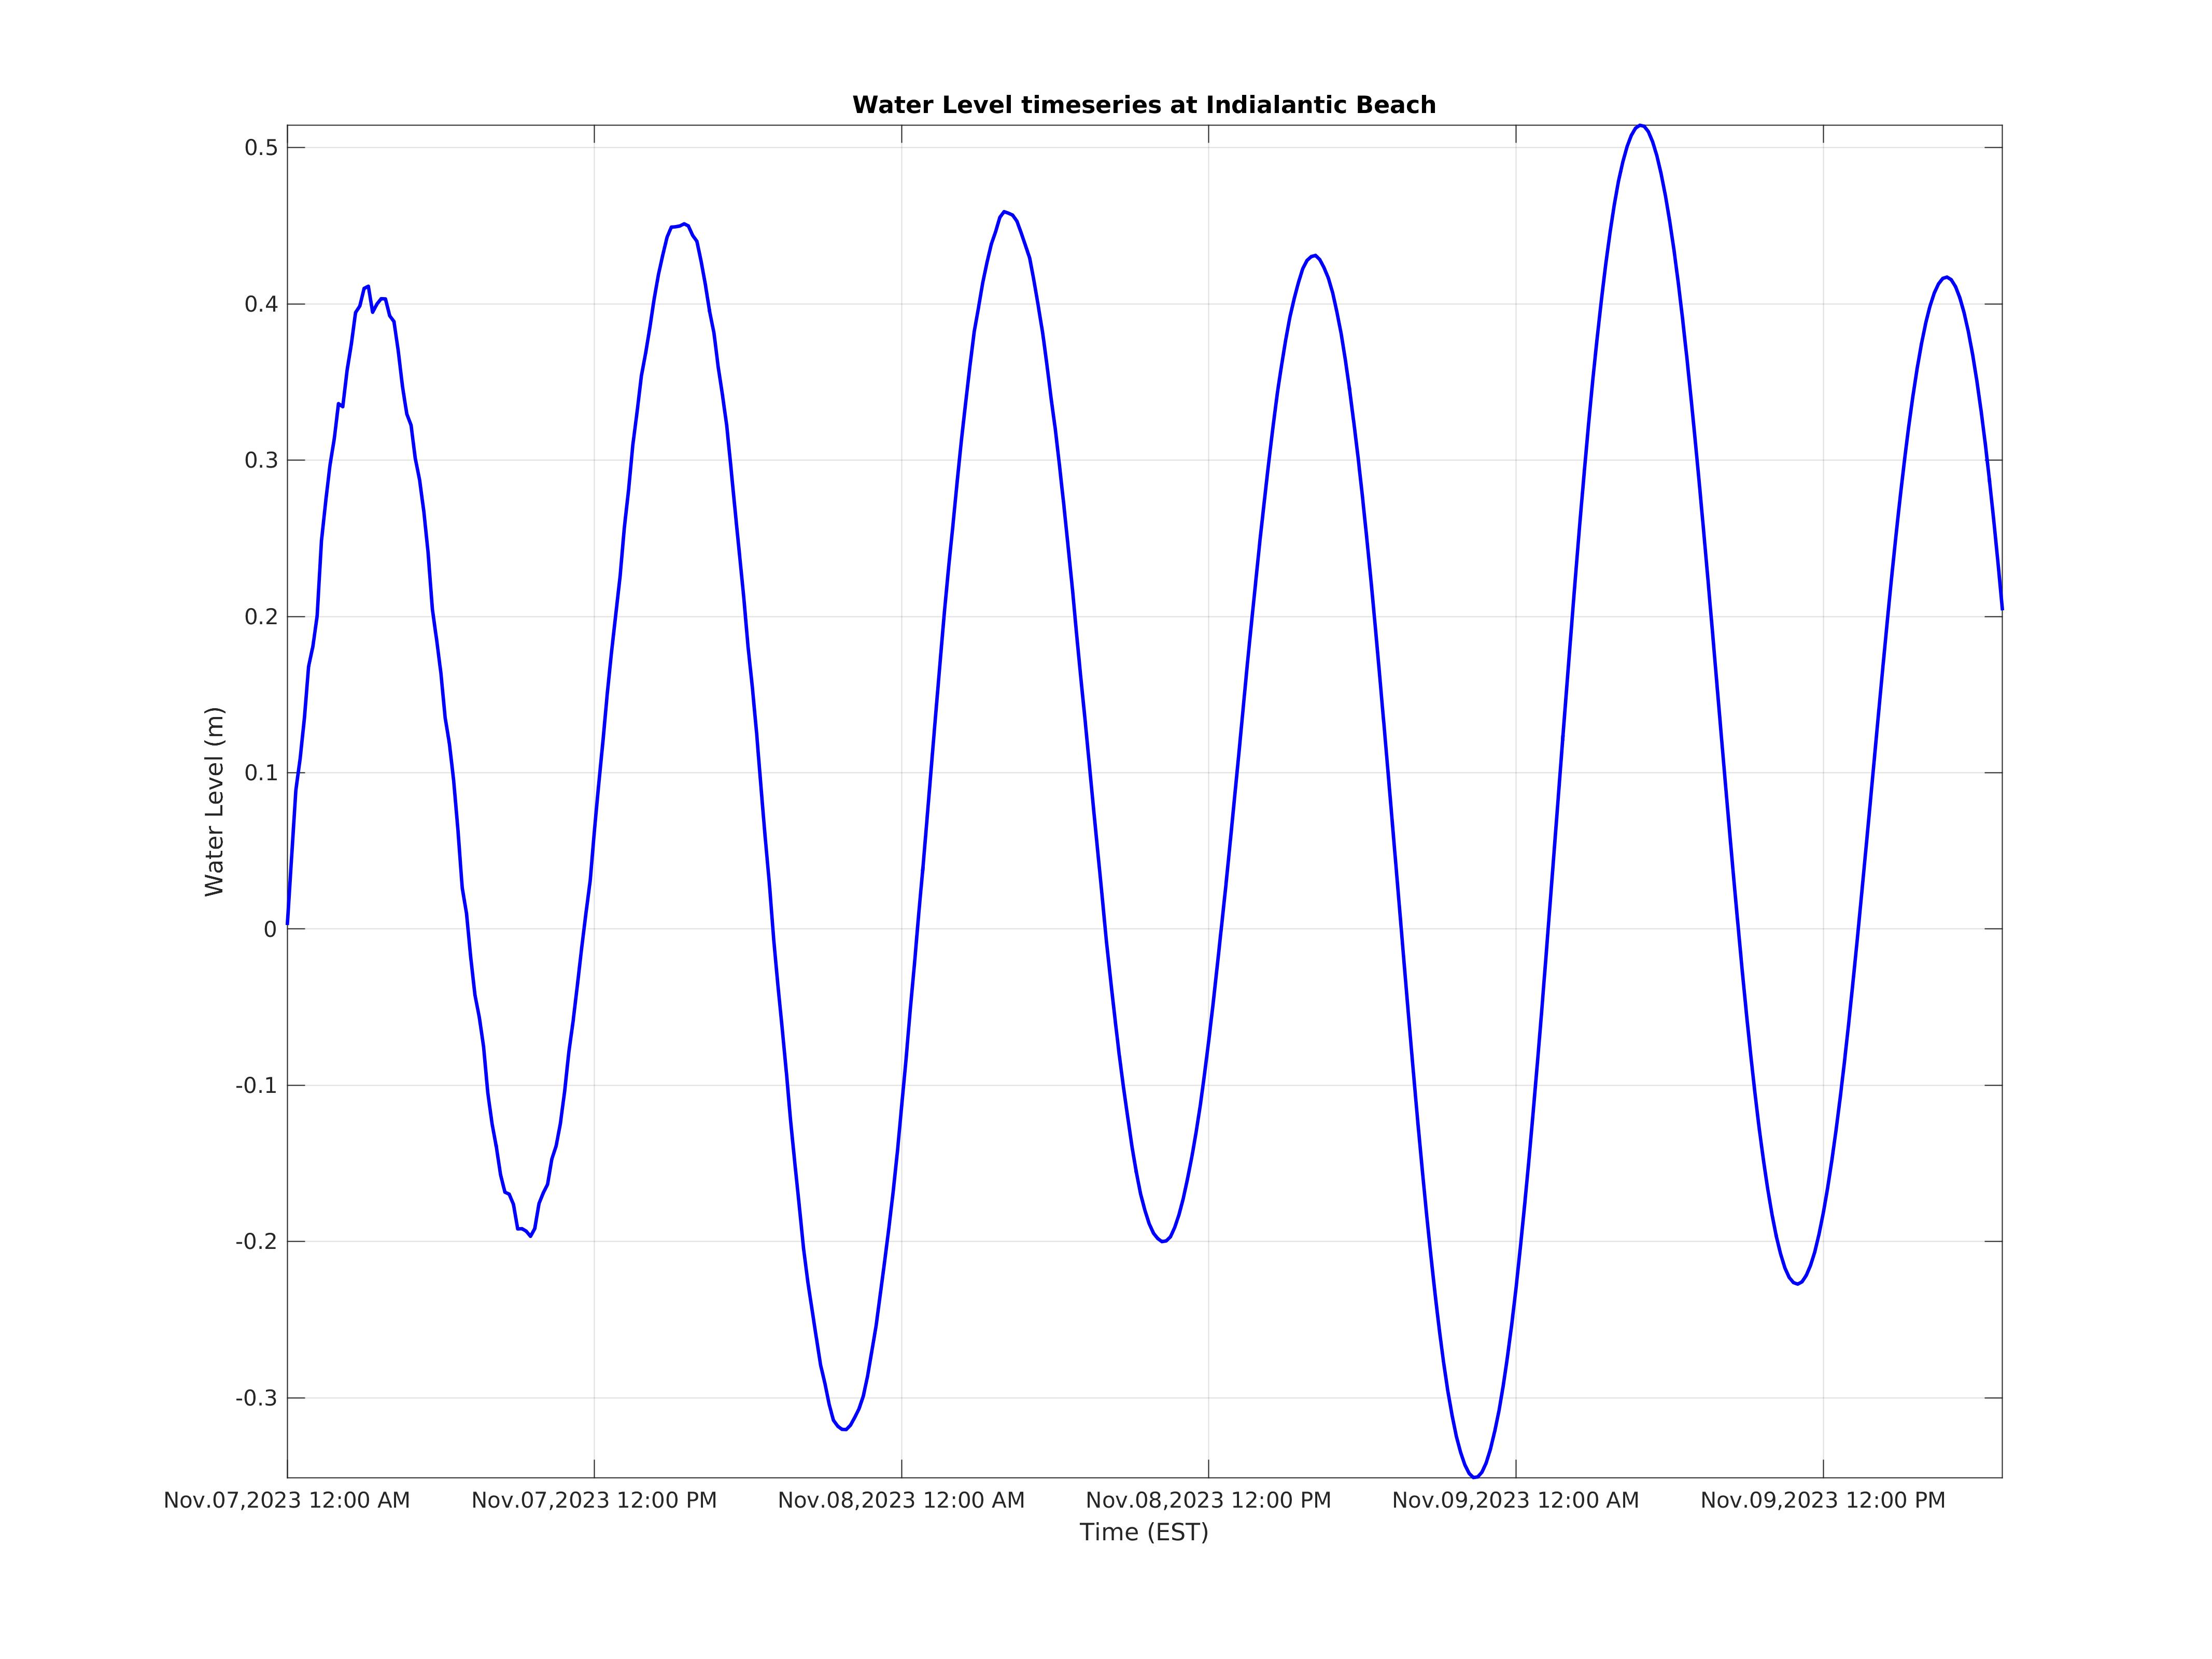 Water Level timeseries at Indialantic Beach
0.5
0.4
0.3
0.2
0.1
0
-0.1
-0.2
-0.3
Water Level (m)
Nov.07,2023 12:00 AM Nov.07,2023 12:00 PM Nov.08,2023 12:00 AM Nov.08,2023 12:00 PM Nov.09,2023 12:00 AM Nov.09,2023 12:00 PM
Time (EST)